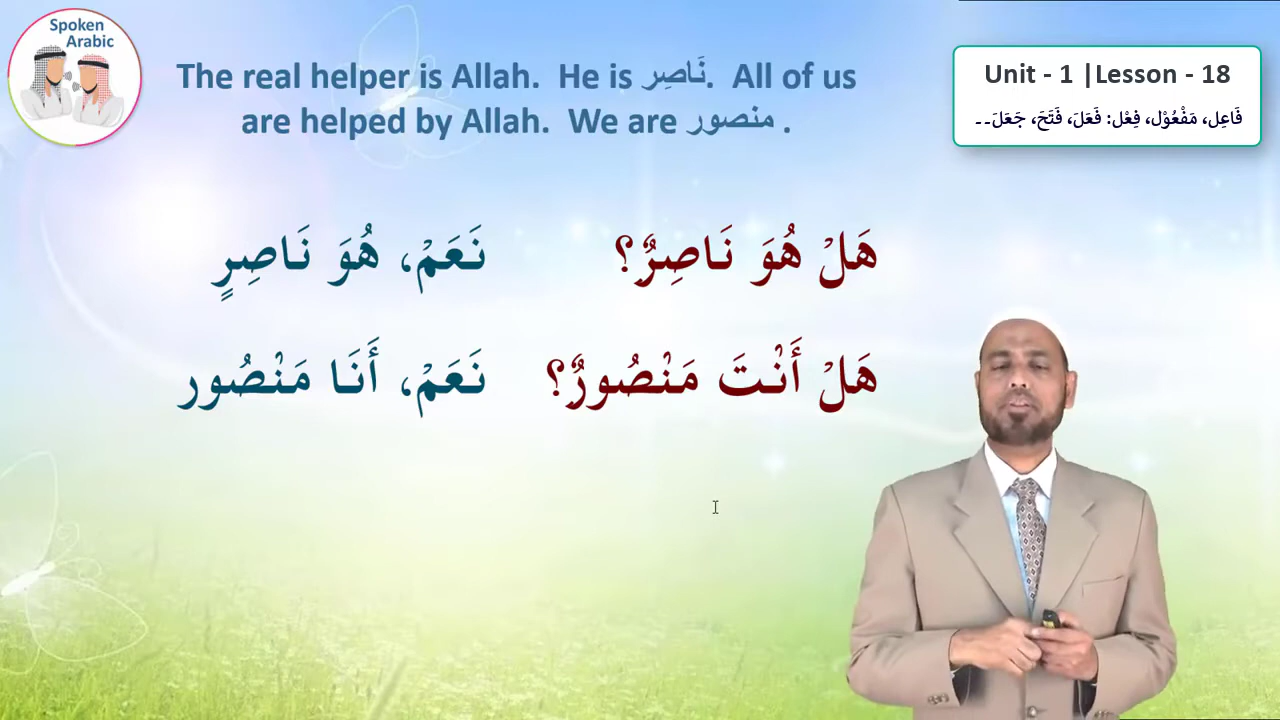 Spoken
Arabic
The real helper is Allah. He is نَاصِر. All of us
are helped by Allah. We are منصور .
Unit - 1 |Lesson - 18
فَاعِل، مَفْعُوْل، فِعْل: فَعَلَ، فَتَحَ، جَعَلَ۔۔
هَلْ هُوَ نَاصِرٌ؟ نَعَمْ، هُوَ نَاصِرٍ
هَلْ أَنْتَ مَنْصُورٌ؟ نَعَمْ، أَنَا مَنْصُور